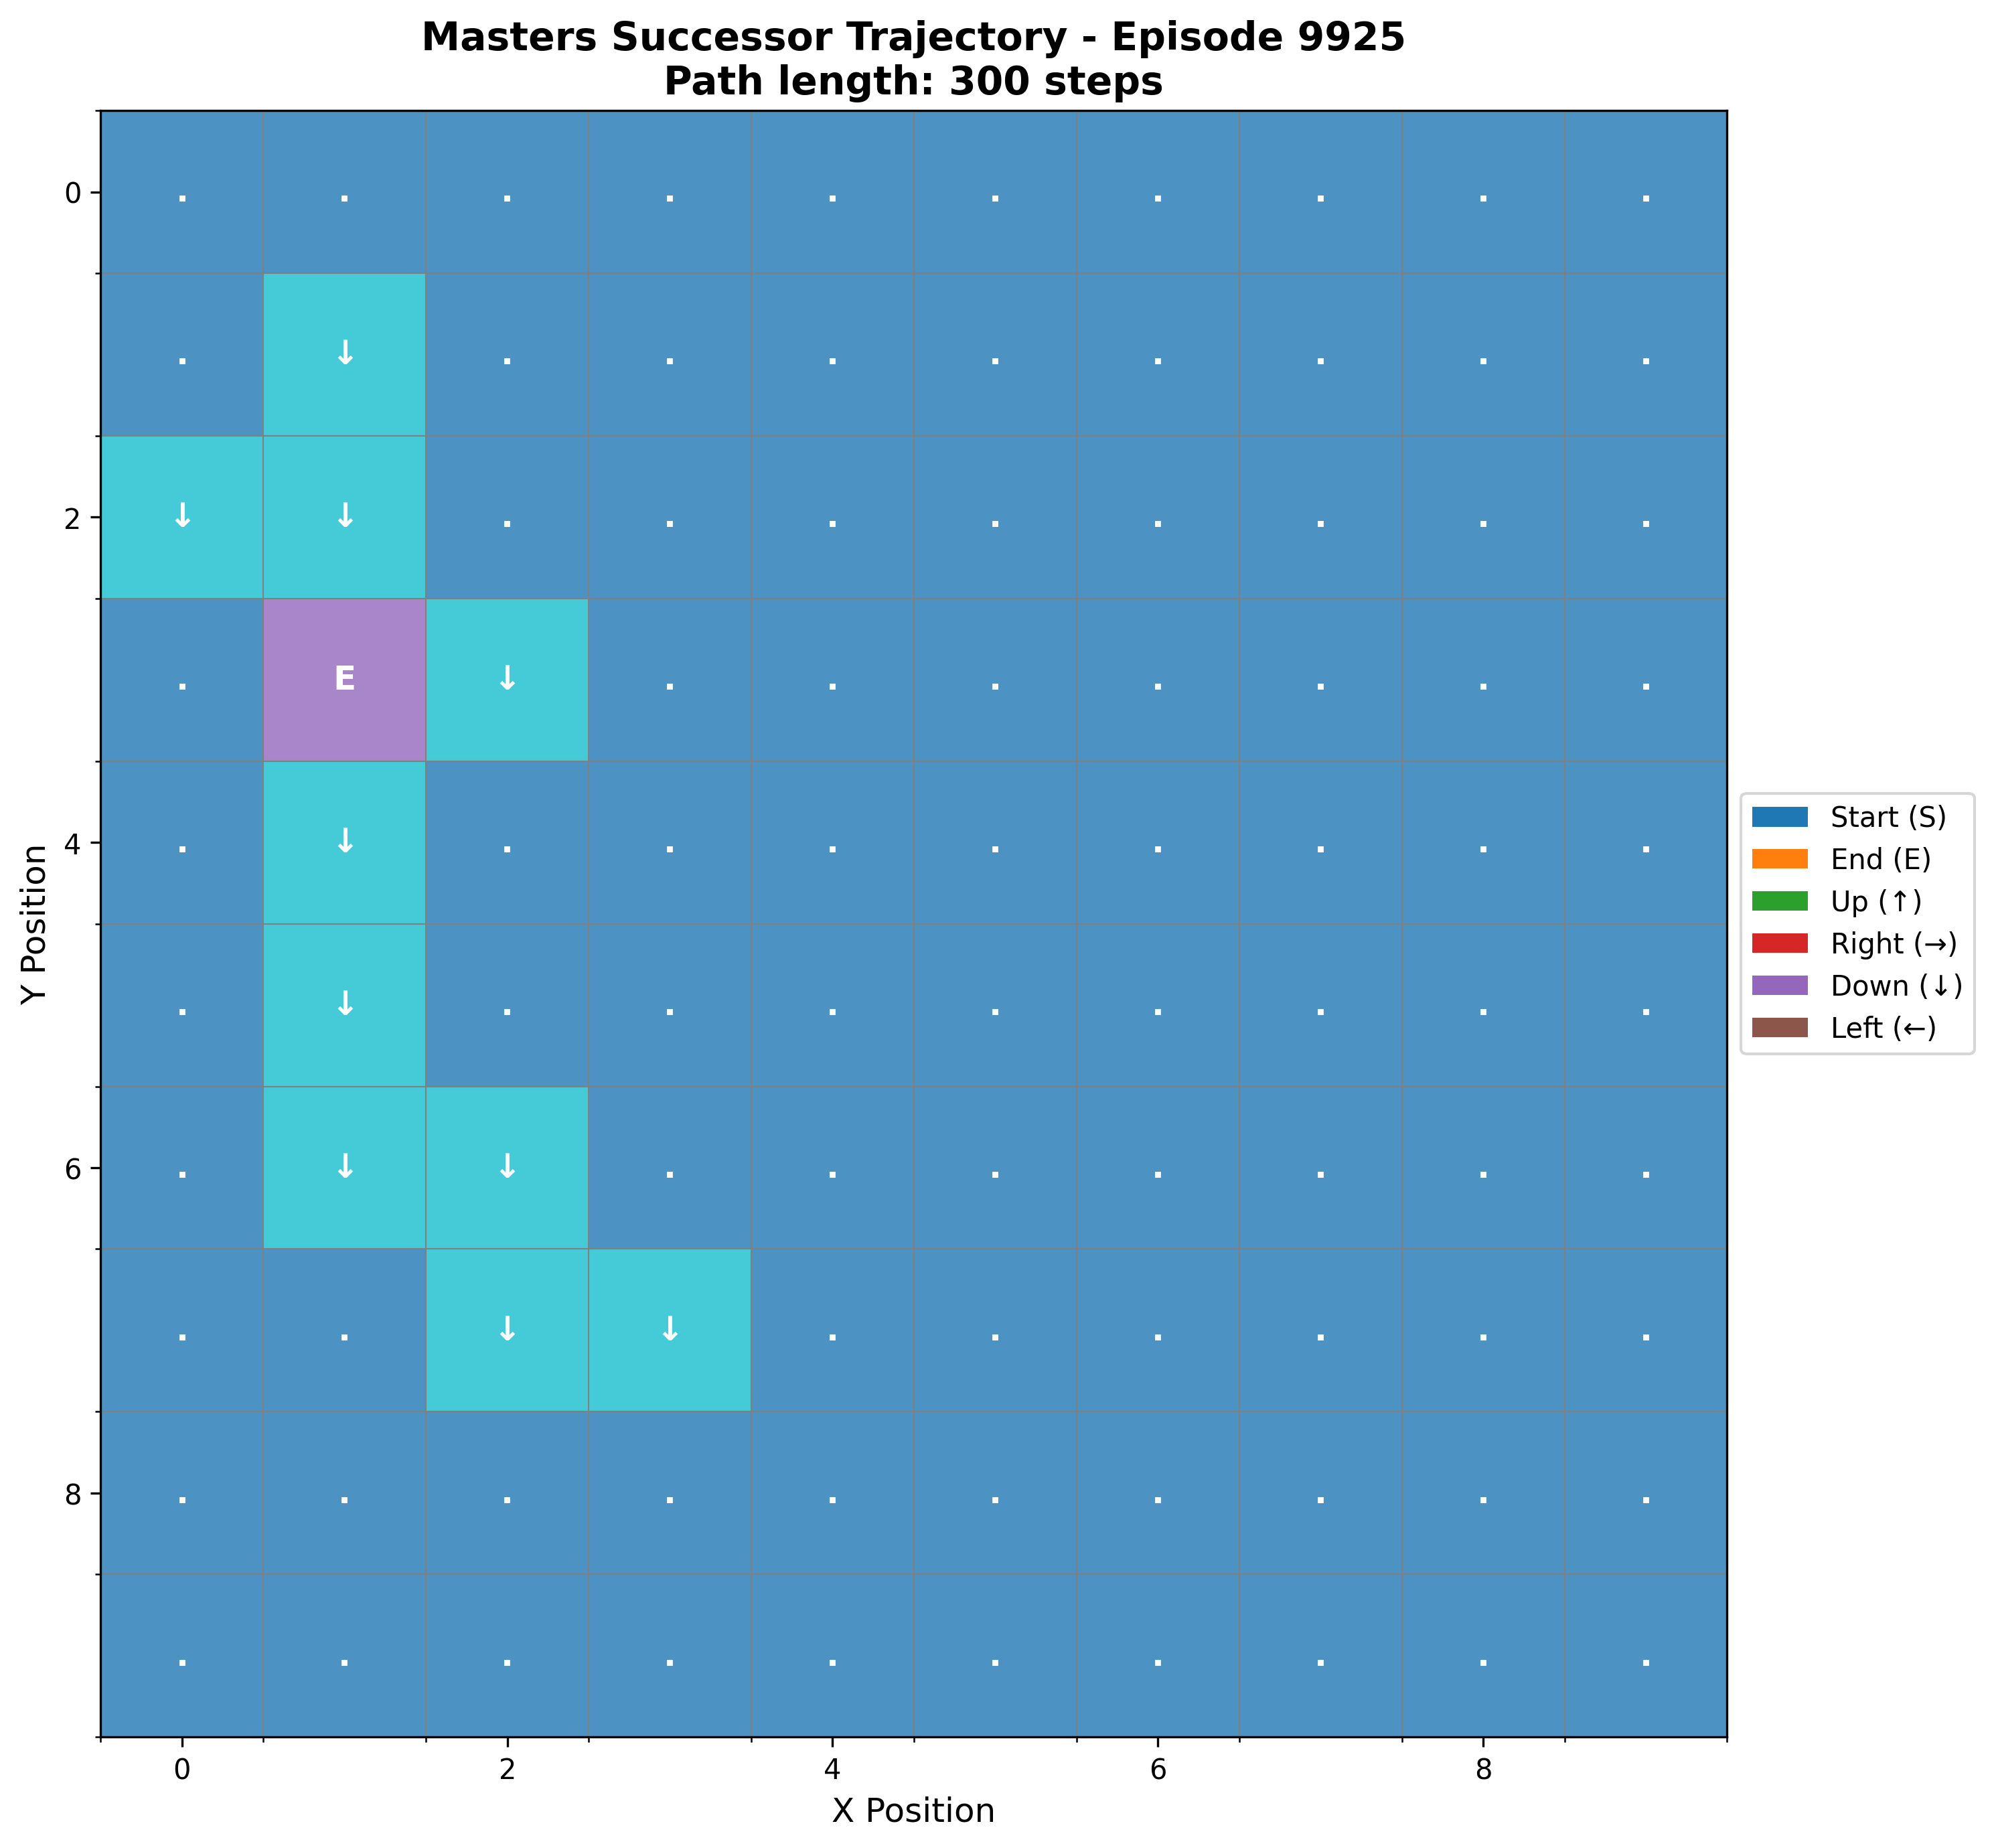 Masters Successor Trajectory - Episode 9925
Path length: 300 steps
0 . . . . . . . . . .
. ↓ . . . . . . . .
2 ↓ ↓ . . . . . . . .
. E ↓ . . . . . . .
4 . ↓ . . . . . . . .
. ↓ . . . . . . . .
6 . ↓ ↓ . . . . . . .
. . ↓ ↓ . . . . . .
8 . . . . . . . . . .
. . . . . . . . . .
0 2 4 6 8
X Position
Y Position
Start (S)
End (E)
Up (↑)
Right (→)
Down (↓)
Left (←)